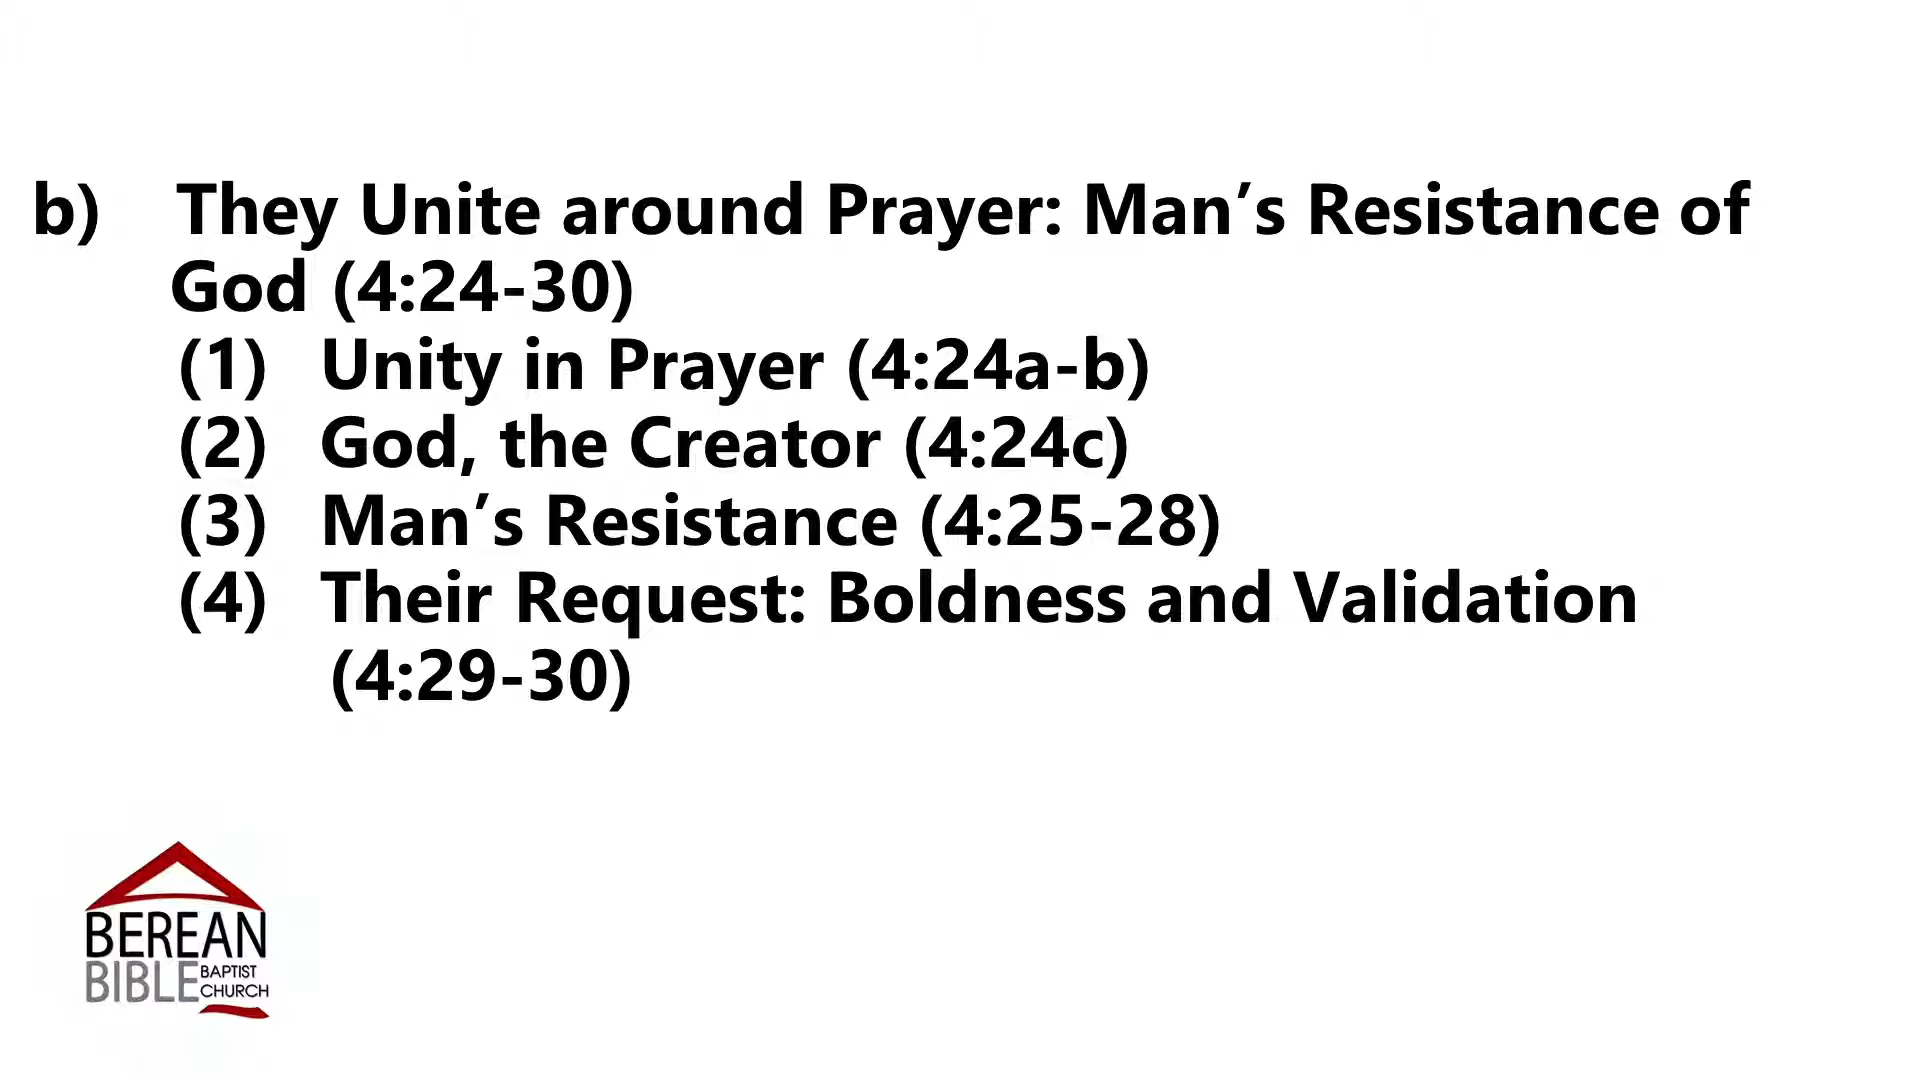 b) They Unite around Prayer: Man’s Resistance of
God (4:24-30)
(1) Unity in Prayer (4:24a-b)
(2) God, the Creator (4:24c)
(3) Man’s Resistance (4:25-28)
(4) Their Request: Boldness and Validation
(4:29-30)
BEREAN
BIBLE BAPTIST
CHURCH